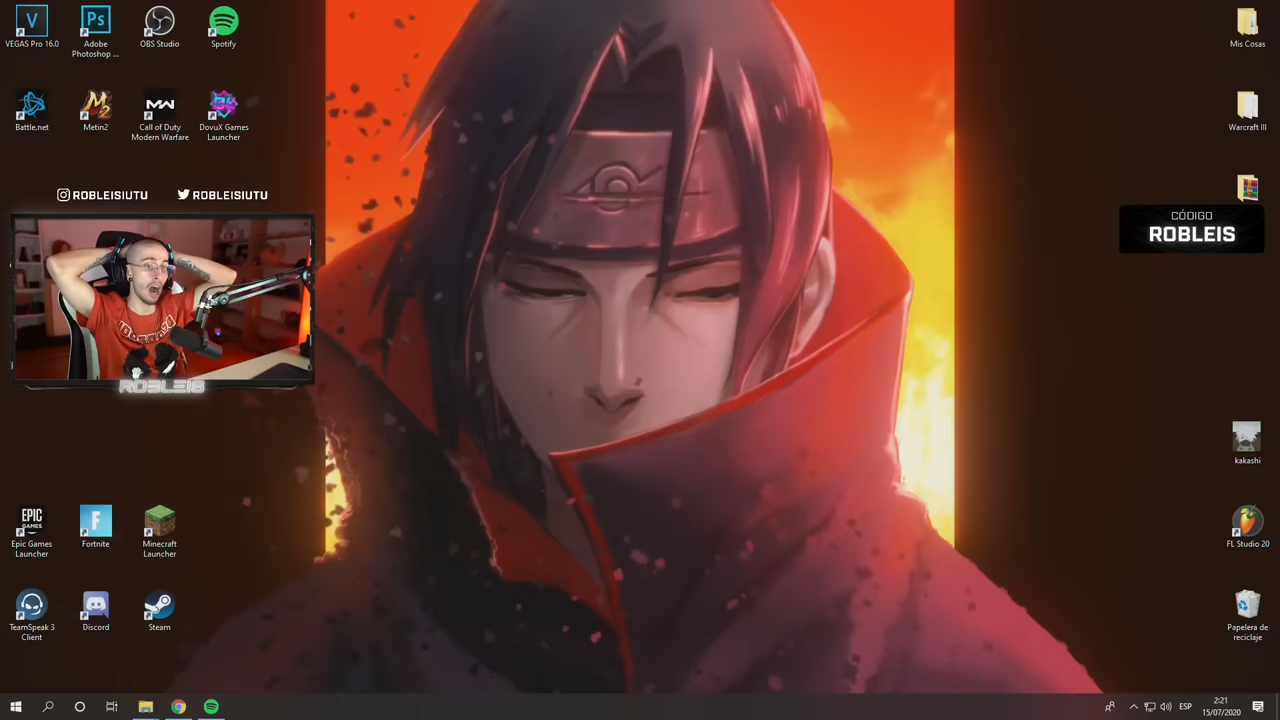 VEGAS Pro 16.0
Adobe
Photoshop ...
OBS Studio
Spotify
Mis Cosas
Battle.net
Metin2
Call of Duty
Modern Warfare
DovuX Games
Launcher
Warcraft III
ROBLEISIUTU
ROBLEISIUTU
CÓDIGO
ROBLEIS
ROBLEIS
kakashi
EPIC
GAMES
Epic Games
Launcher
Fortnite
Minecraft
Launcher
FL Studio 20
TeamSpeak 3
Client
Discord
Steam
Papelera de
reciclaje
ESP
2:21
15/07/2020